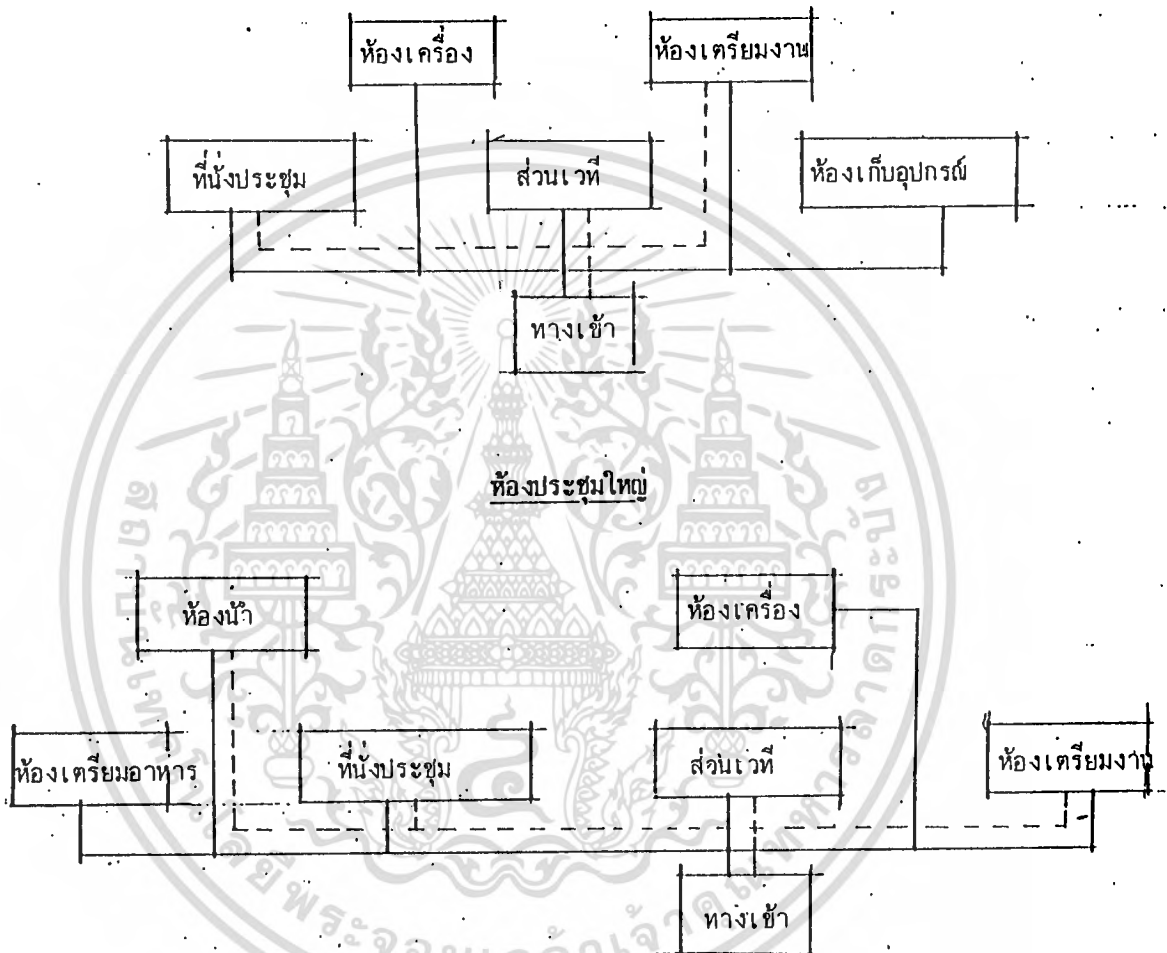 ห้องเครื่อง
ห้องเตรียมงาน
ที่นั่งประชุม
ส่วนเวที
ห้องเก็บอุปกรณ์
ทางเข้า
ห้องประชุมใหญ่
ห้องน้ำ
ห้องเครื่อง
ห้องเตรียมอาหาร
ที่นั่งประชุม
ส่วนเวที
ห้องเตรียมงาน
ทางเข้า